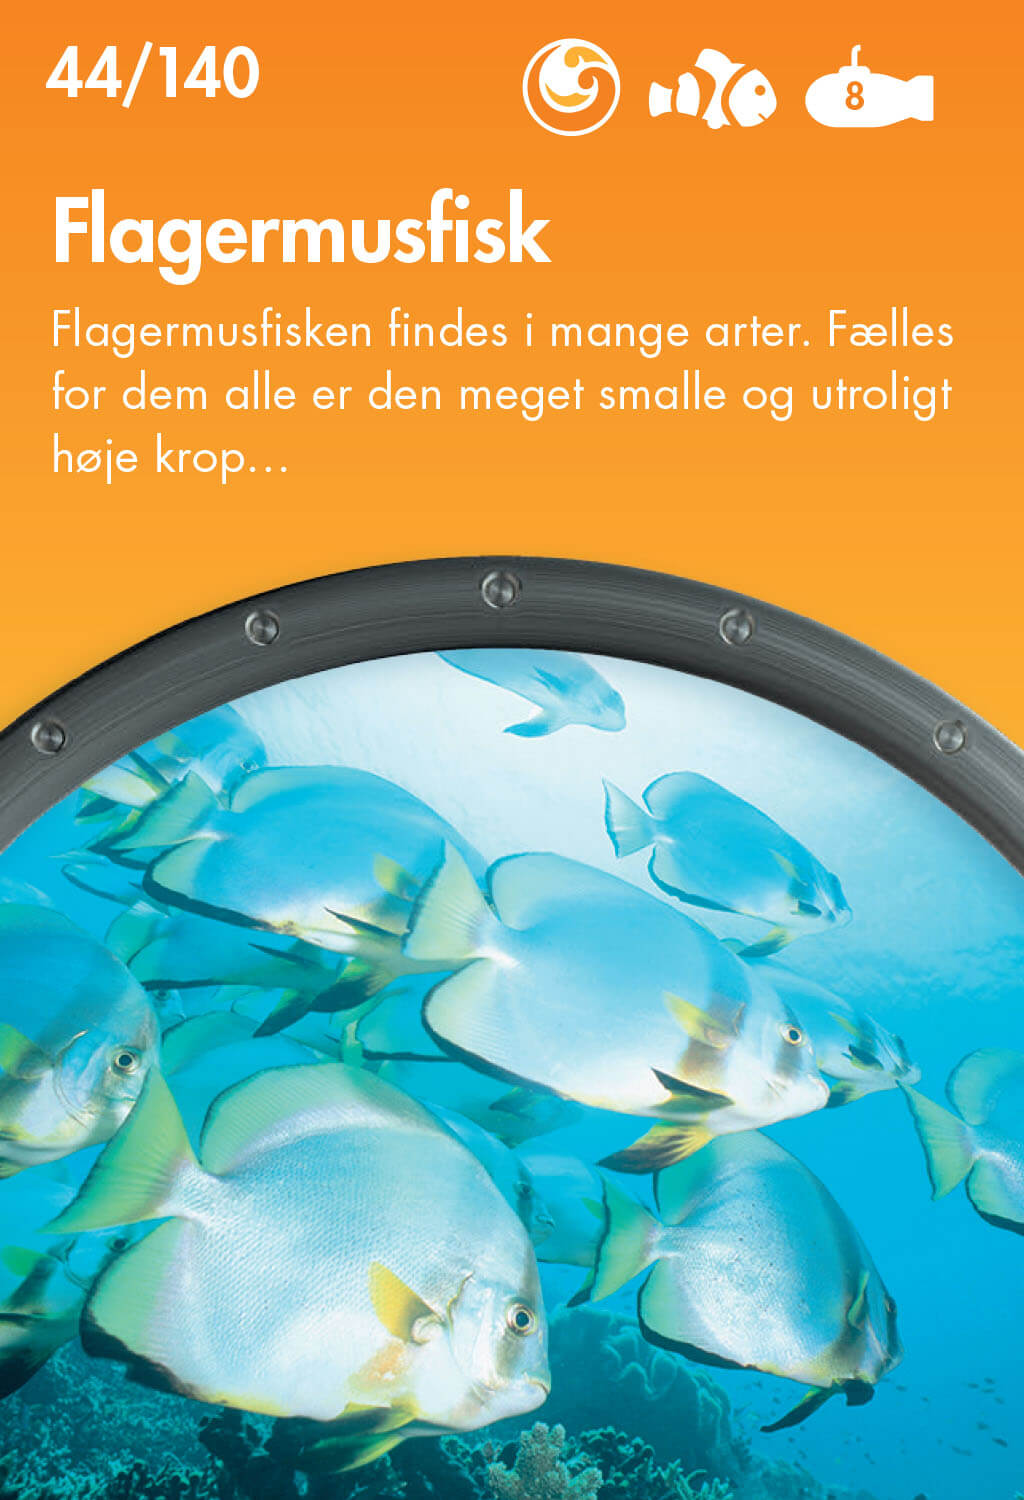 44/140
8
Flagermusfisk
Flagermusfisken findes i mange arter. Fælles
for dem alle er den meget smalle og utroligt
høje krop...